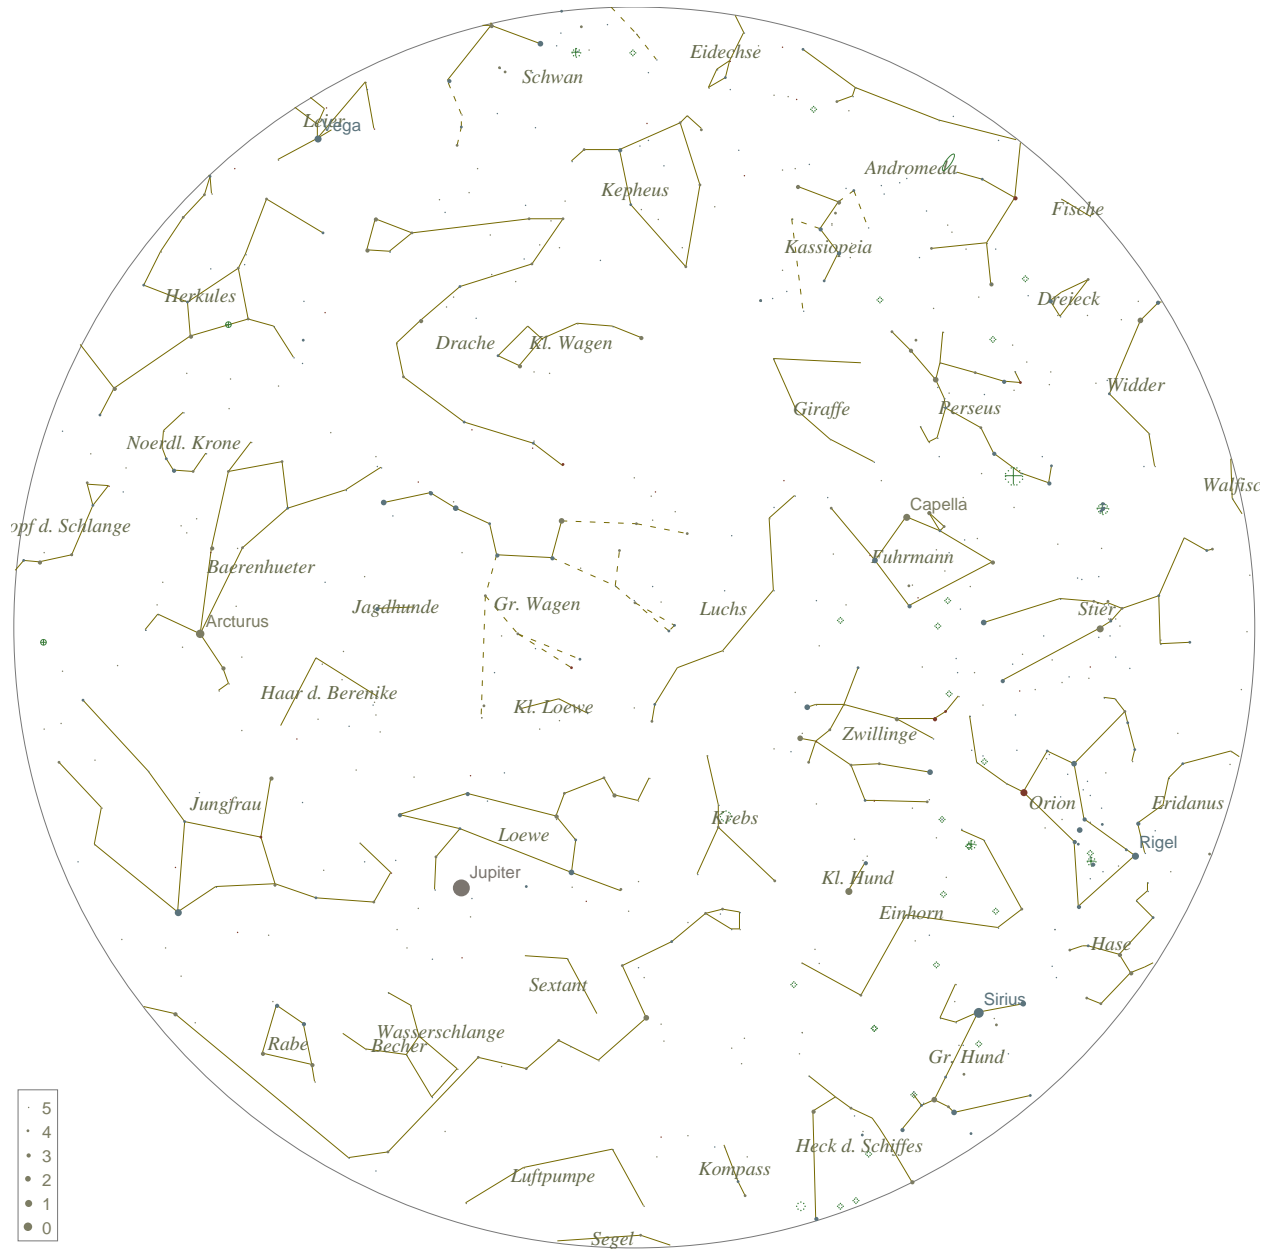 Eidechse
Schwan
Leier
Vega
Andromeda
Kepheus
Fische
Kassiopeia
Herkules
Dreieck
Drache
Kl. Wagen
Widder
Giraffe
Perseus
Noerdl. Krone
Walfisc
Capella
opf d. Schlange
Fuhrmann
Baerenhueter
Jagdhunde
Gr. Wagen
Luchs
Stier
Arcturus
Haar d. Berenike
Kl. Loewe
Zwillinge
Jungfrau
Orion
Eridanus
Krebs
Loewe
Rigel
Jupiter
Kl. Hund
Einhorn
Hase
Sextant
Sirius
Wasserschlange
Rabe
Becher
Gr. Hund
5
4
3
2
1
0
Heck d. Schiffes
Kompass
Luftpumpe
Segel